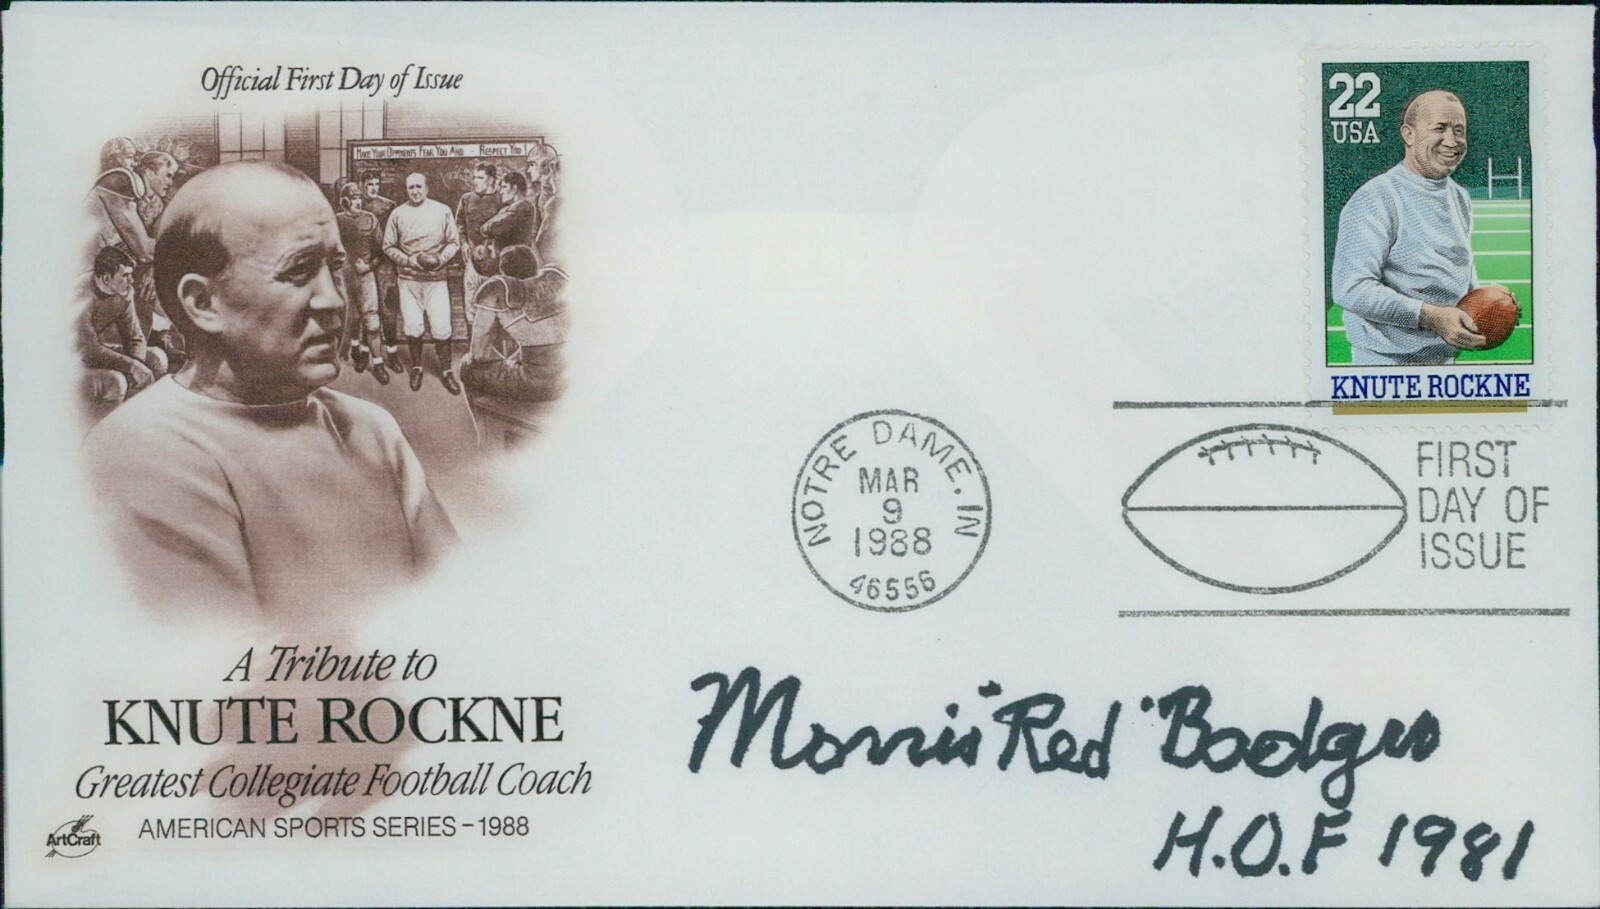 Official First Day of Issue
MAKE YOUR OPPONENTS FEAR YOU AND - RESPECT YOU!
A Tribute to
KNUTE ROCKNE
Greatest Collegiate Football Coach
AMERICAN SPORTS SERIES - 1988
ArtCraft
22
USA
KNUTE ROCKNE
NOTRE DAME, IN
MAR
9
1988
46556
FIRST
DAY OF
ISSUE
Morris "Red" Badgro
H.O.F 1981